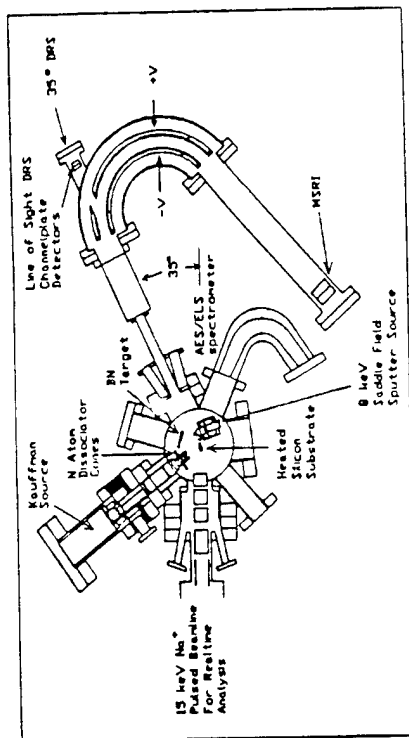 Kauffman
Source
N Atom
Dissociator
Cones
BN
Target
Line of Sight DRS
Channelplate
Detectors
35° DRS
+V
-V
35°
AES/ELS
spectrometer
MSRI
15 keV Na+
Pulsed Beamline
For Realtime
Analysis
Heated
Silicon
Substrate
8 keV
Saddle Field
Sputter Source